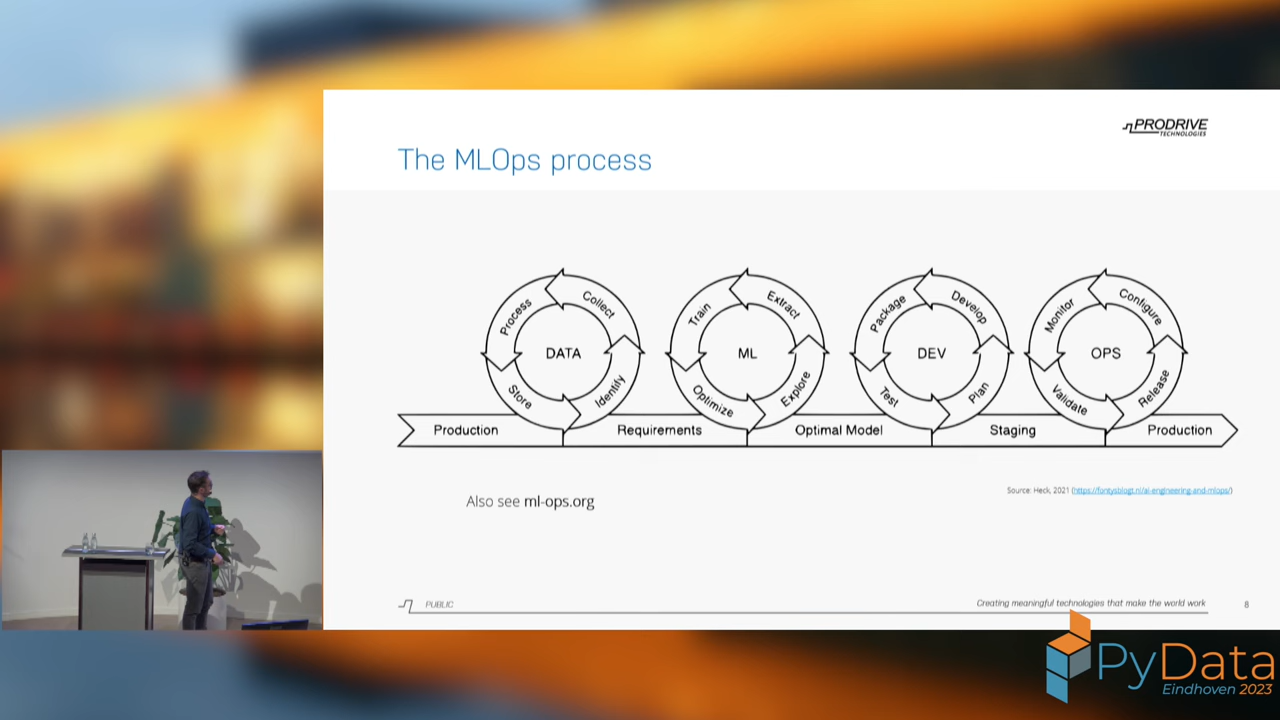 PRODRIVE
TECHNOLOGIES
The MLOps process
Process
Collect
DATA
Store
Identify
Train
Extract
ML
Optimize
Explore
Package
Develop
DEV
Test
Plan
Monitor
Configure
OPS
Validate
Release
Production
Requirements
Optimal Model
Staging
Production
Source: Heck, 2021 (https://fontysblogt.nl/ai-engineering-and-mlops/)
Also see ml-ops.org
PUBLIC
Creating meaningful technologies that make the world work
8
PyData
Eindhoven 2023